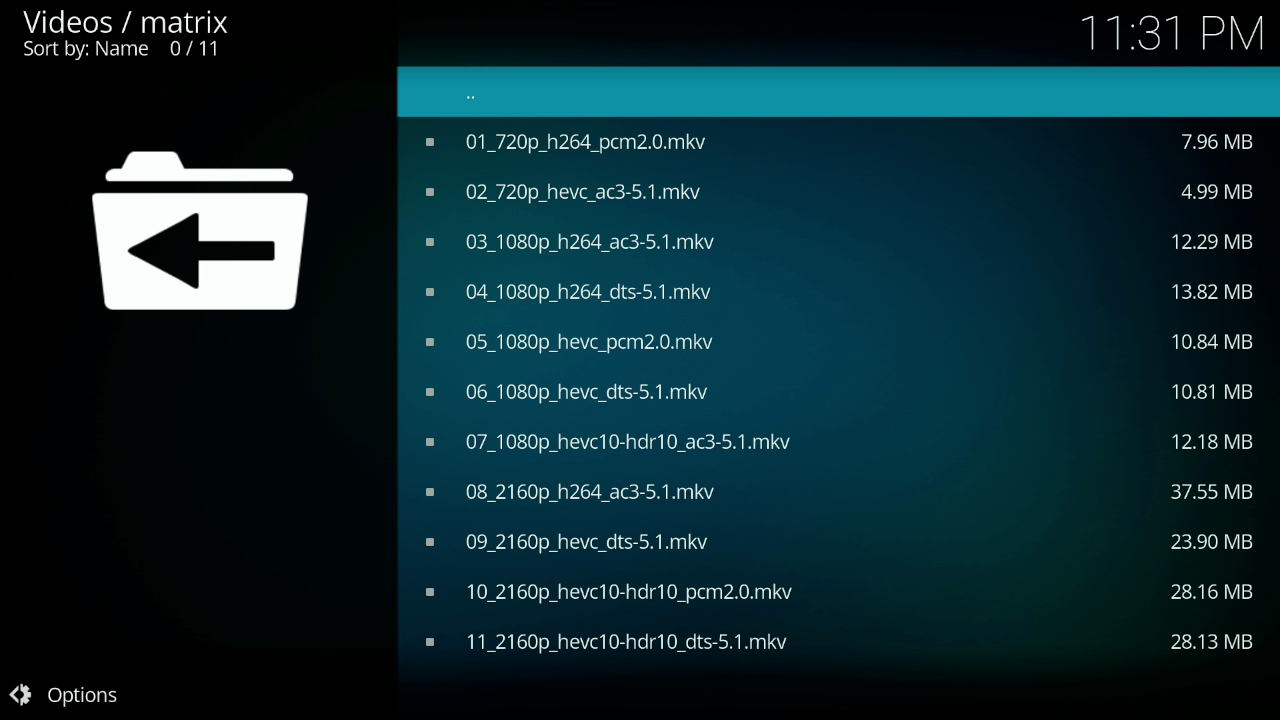 Videos / matrix
Sort by: Name 0 / 11
11:31 PM
..
01_720p_h264_pcm2.0.mkv 7.96 MB
02_720p_hevc_ac3-5.1.mkv 4.99 MB
03_1080p_h264_ac3-5.1.mkv 12.29 MB
04_1080p_h264_dts-5.1.mkv 13.82 MB
05_1080p_hevc_pcm2.0.mkv 10.84 MB
06_1080p_hevc_dts-5.1.mkv 10.81 MB
07_1080p_hevc10-hdr10_ac3-5.1.mkv 12.18 MB
08_2160p_h264_ac3-5.1.mkv 37.55 MB
09_2160p_hevc_dts-5.1.mkv 23.90 MB
10_2160p_hevc10-hdr10_pcm2.0.mkv 28.16 MB
11_2160p_hevc10-hdr10_dts-5.1.mkv 28.13 MB
Options